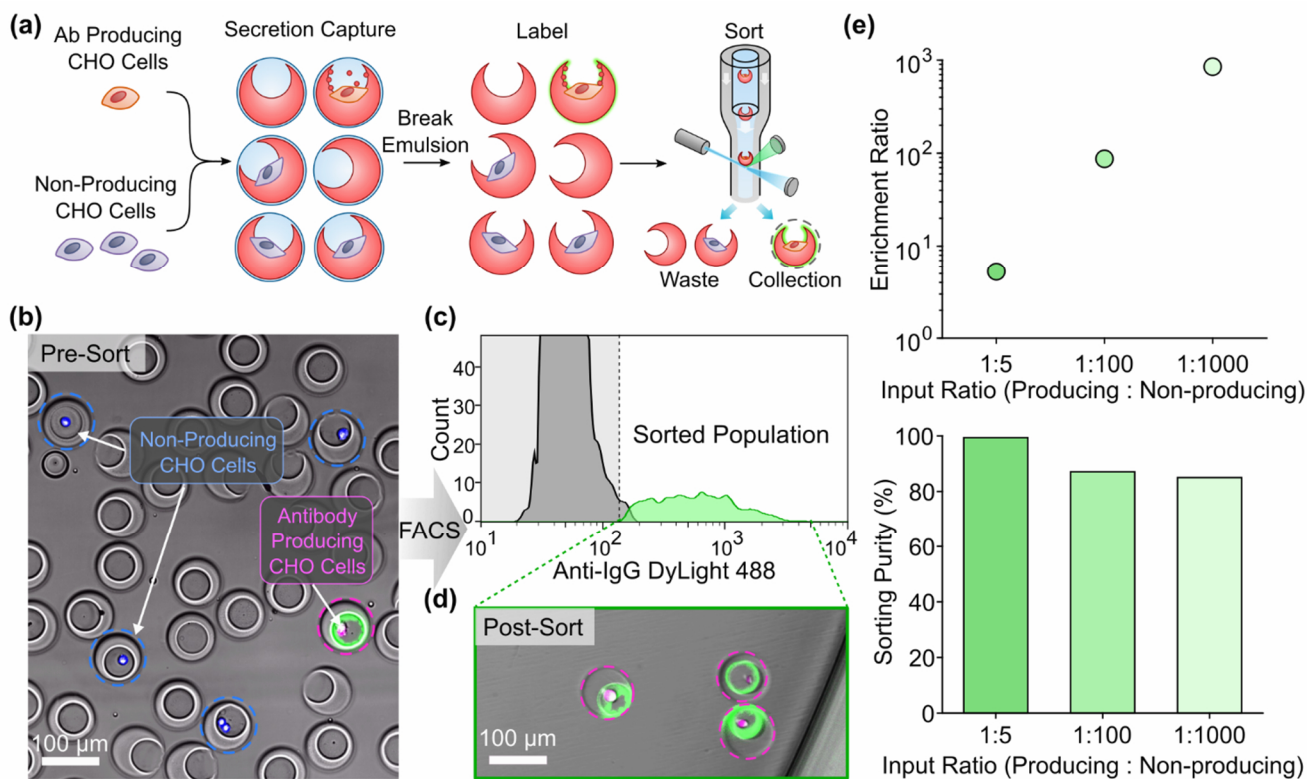 (a)
Ab Producing
CHO Cells
Non-Producing
CHO Cells
Secretion Capture
Break
Emulsion
Label
Sort
Waste
Collection
(b)
Pre-Sort
Non-Producing
CHO Cells
Antibody
Producing
CHO Cells
100 µm
FACS
(c)
Count
40
30
20
10
0
Sorted Population
10¹
10²
10³
10⁴
Anti-IgG DyLight 488
(d)
Post-Sort
100 µm
(e)
Enrichment Ratio
10³
10²
10¹
10⁰
1:5
1:100
1:1000
Input Ratio (Producing : Non-producing)
Sorting Purity (%)
100
80
60
40
20
0
1:5
1:100
1:1000
Input Ratio (Producing : Non-producing)